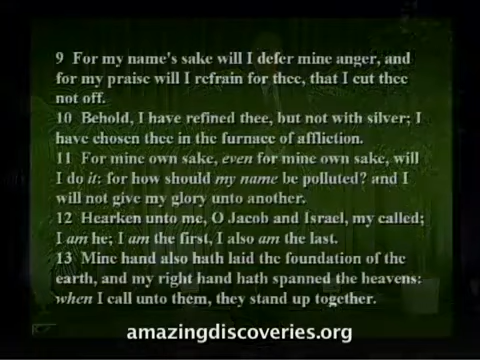 9 For my name's sake will I defer mine anger, and
for my praise will I refrain for thee, that I cut thee
not off.
10 Behold, I have refined thee, but not with silver; I
have chosen thee in the furnace of affliction.
11 For mine own sake, even for mine own sake, will
I do it: for how should my name be polluted? and I
will not give my glory unto another.
12 Hearken unto me, O Jacob and Israel, my called;
I am he; I am the first, I also am the last.
13 Mine hand also hath laid the foundation of the
earth, and my right hand hath spanned the heavens:
when I call unto them, they stand up together.
amazingdiscoveries.org